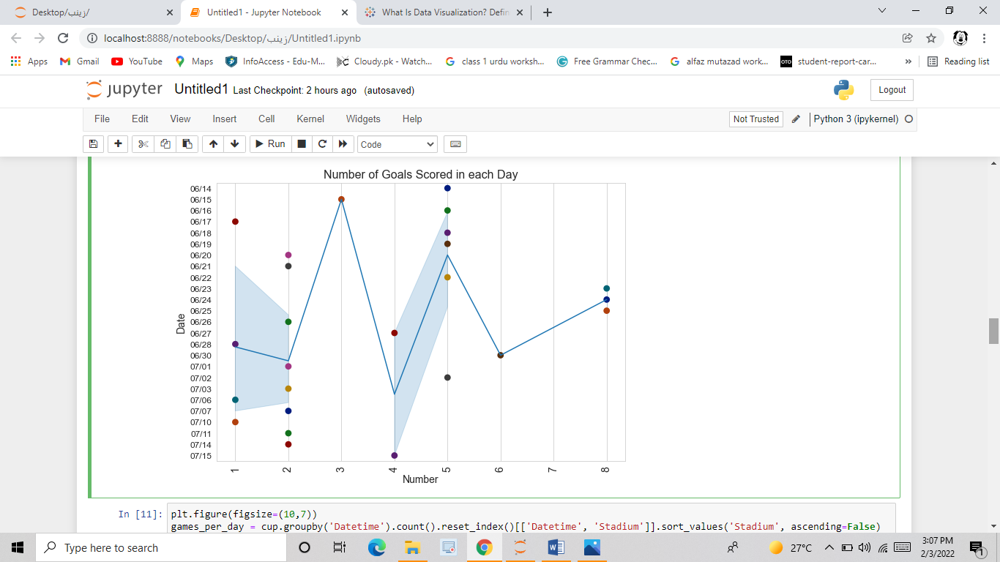 Desktop/زينب/
Untitled1 - Jupyter Notebook
What Is Data Visualization? Defin
localhost:8888/notebooks/Desktop/زينب/Untitled1.ipynb
Apps
Gmail
YouTube
Maps
InfoAccess - Edu-M...
Cloudy.pk - Watch...
class 1 urdu worksh...
Free Grammar Chec...
alfaz mutazad work...
OTO
student-report-car...
»
Reading list
jupyter
Untitled1 Last Checkpoint: 2 hours ago (autosaved)
Logout
File Edit View Insert Cell Kernel Widgets Help
Not Trusted
Python 3 (ipykernel)
Run
Code
Number of Goals Scored in each Day
Date
06/14
06/15
06/16
06/17
06/18
06/19
06/20
06/21
06/22
06/23
06/24
06/25
06/26
06/27
06/28
06/30
07/01
07/02
07/03
07/06
07/07
07/10
07/11
07/14
07/15
1 2 3 4 5 6 7 8
Number
In [11]: plt.figure(figsize=(10,7))
games_per_day = cup.groupby('Datetime').count().reset_index()[['Datetime', 'Stadium']].sort_values('Stadium', ascending=False)
Type here to search
27°C
3:07 PM
2/3/2022
1